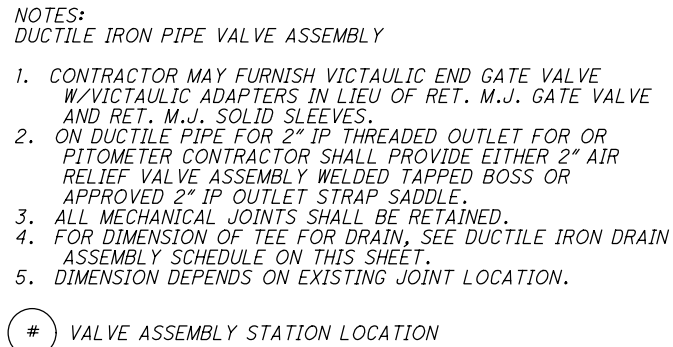 NOTES:
DUCTILE IRON PIPE VALVE ASSEMBLY
1. CONTRACTOR MAY FURNISH VICTAULIC END GATE VALVE
W/VICTAULIC ADAPTERS IN LIEU OF RET. M.J. GATE VALVE
AND RET. M.J. SOLID SLEEVES.
2. ON DUCTILE PIPE FOR 2" IP THREADED OUTLET FOR OR
PITOMETER CONTRACTOR SHALL PROVIDE EITHER 2" AIR
RELIEF VALVE ASSEMBLY WELDED TAPPED BOSS OR
APPROVED 2" IP OUTLET STRAP SADDLE.
3. ALL MECHANICAL JOINTS SHALL BE RETAINED.
4. FOR DIMENSION OF TEE FOR DRAIN, SEE DUCTILE IRON DRAIN
ASSEMBLY SCHEDULE ON THIS SHEET.
5. DIMENSION DEPENDS ON EXISTING JOINT LOCATION.
# VALVE ASSEMBLY STATION LOCATION